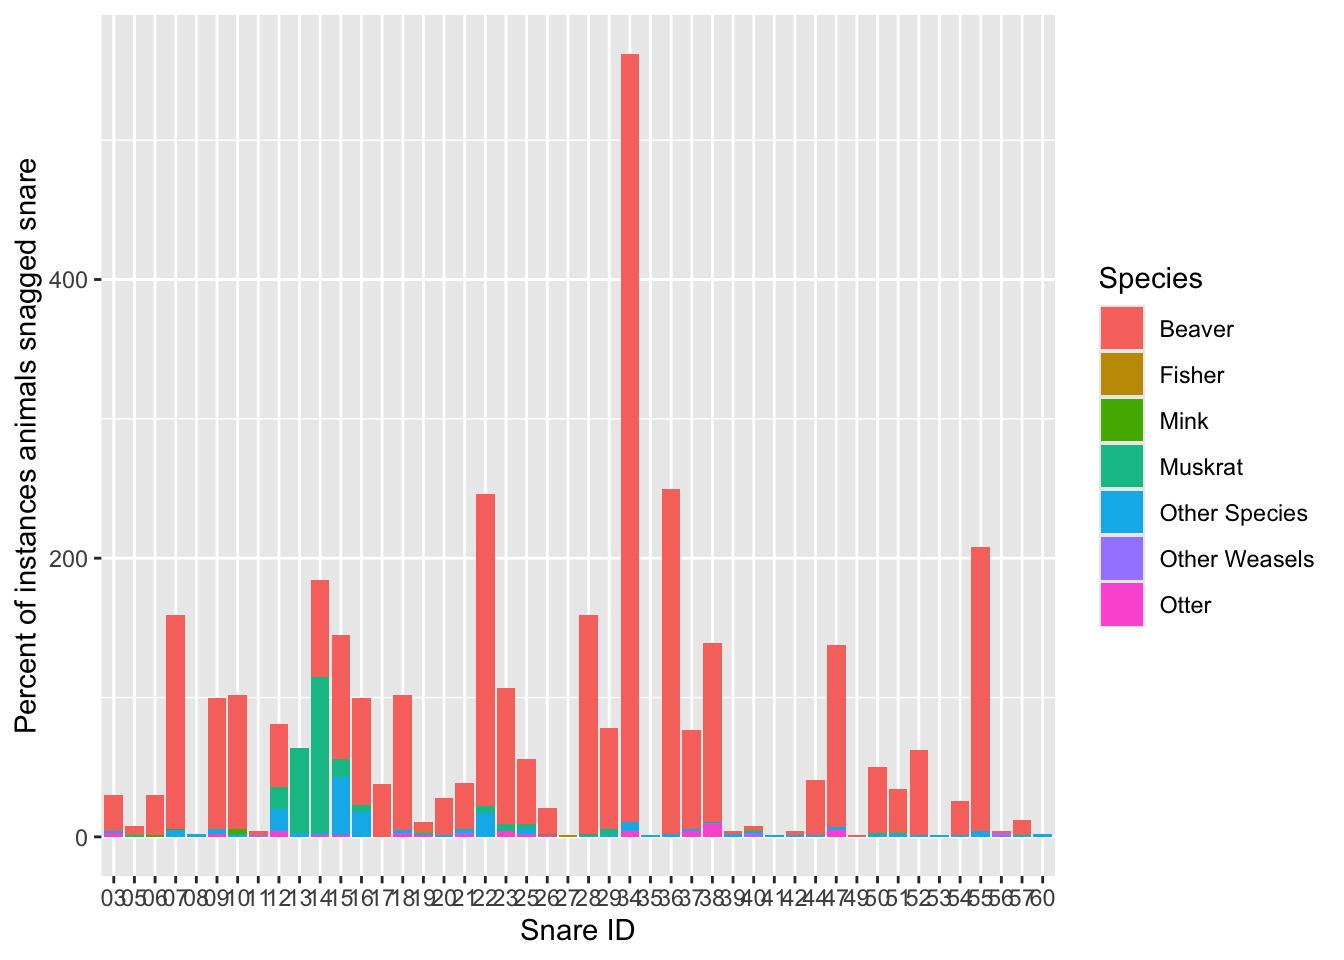 Percent of instances animals snagged snare
400
200
0
03 05 06 07 08 09 10 11 12 13 14 15 16 17 18 19 20 21 22 23 25 26 27 28 29 34 35 36 37 38 39 40 41 42 44 47 49 50 51 52 53 54 55 56 57 60
Snare ID
Species
Beaver
Fisher
Mink
Muskrat
Other Species
Other Weasels
Otter